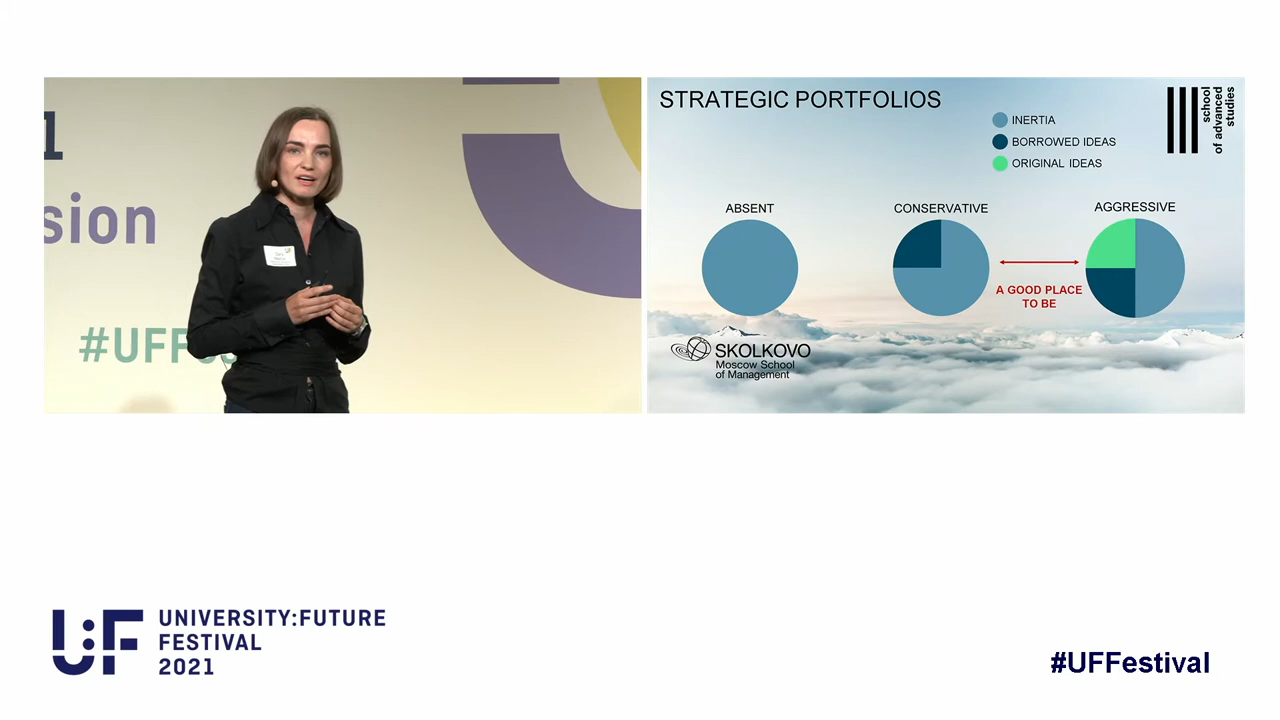 1
sion
#UFFes
STRATEGIC PORTFOLIOS
INERTIA
BORROWED IDEAS
ORIGINAL IDEAS
school
of advanced
studies
ABSENT
CONSERVATIVE
AGGRESSIVE
A GOOD PLACE
TO BE
SKOLKOVO
Moscow School
of Management
U:F
UNIVERSITY:FUTURE
FESTIVAL
2021
#UFFestival